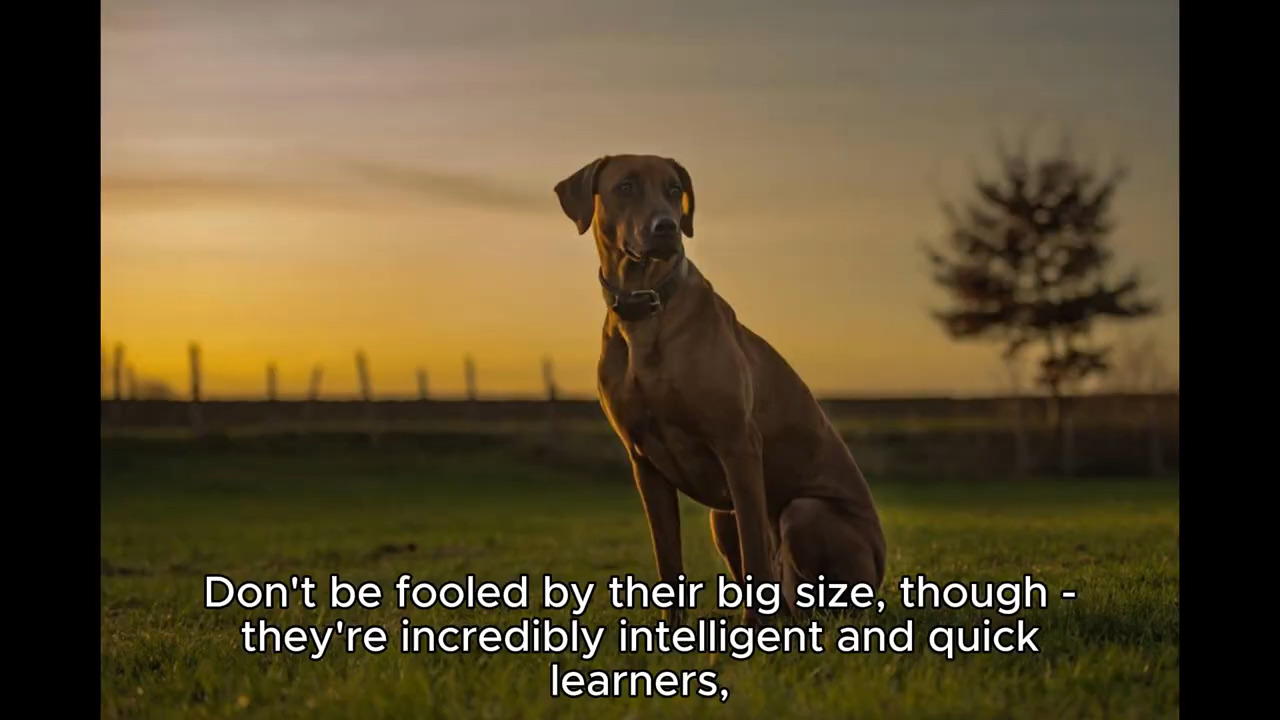 Don't be fooled by their big size, though -
they're incredibly intelligent and quick
learners,